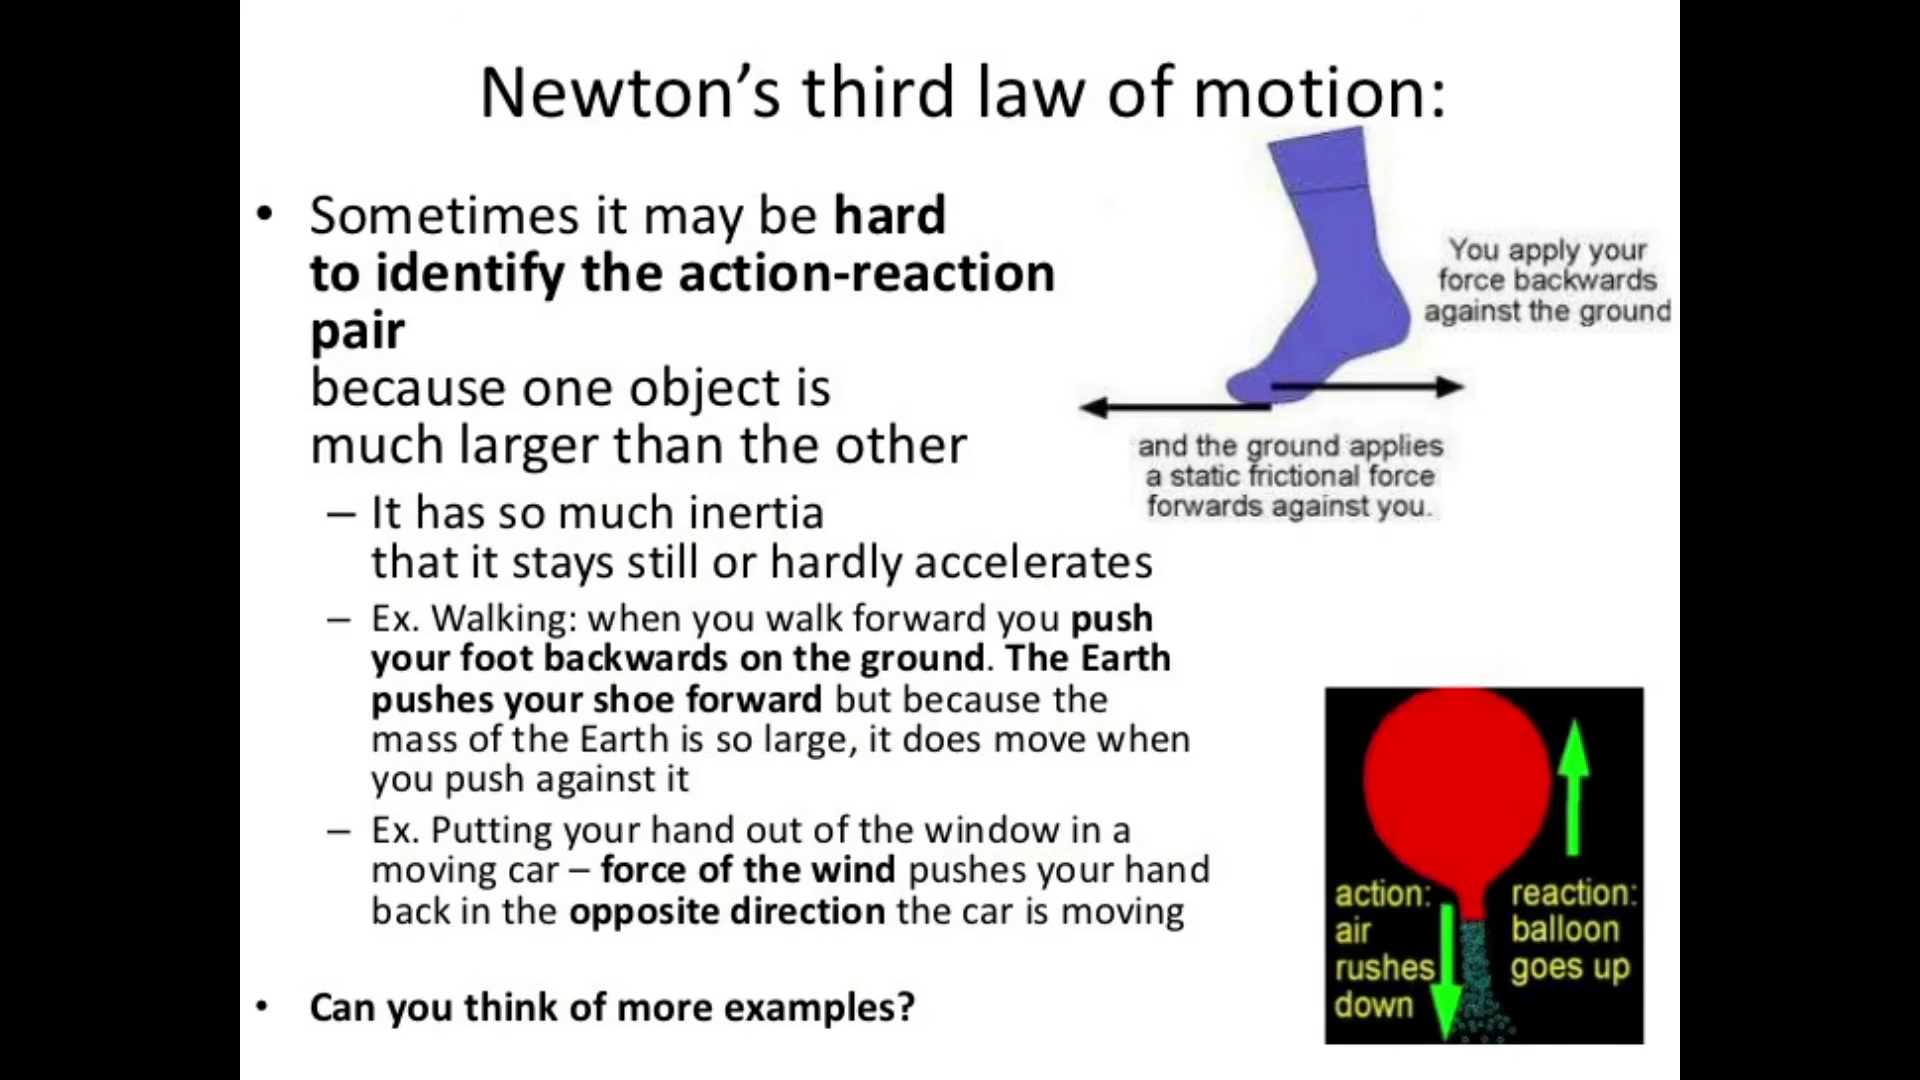 Newton's third law of motion:
• Sometimes it may be hard
to identify the action-reaction
pair
because one object is
much larger than the other
– It has so much inertia
that it stays still or hardly accelerates
– Ex. Walking: when you walk forward you push
your foot backwards on the ground. The Earth
pushes your shoe forward but because the
mass of the Earth is so large, it does move when
you push against it
– Ex. Putting your hand out of the window in a
moving car – force of the wind pushes your hand
back in the opposite direction the car is moving
• Can you think of more examples?
You apply your
force backwards
against the ground
and the ground applies
a static frictional force
forwards against you.
action:
air
rushes
down
reaction:
balloon
goes up